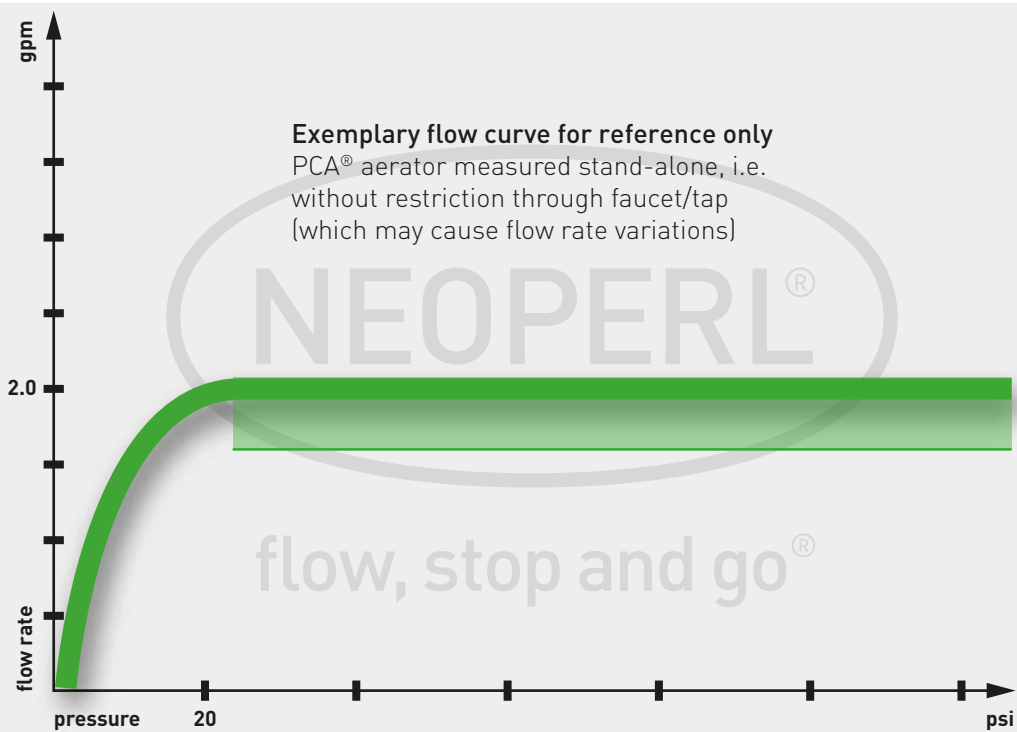 gpm
Exemplary flow curve for reference only
PCA® aerator measured stand-alone, i.e.
without restriction through faucet/tap
(which may cause flow rate variations)
NEOPERL®
2.0
flow, stop and go®
flow rate
pressure 20 psi